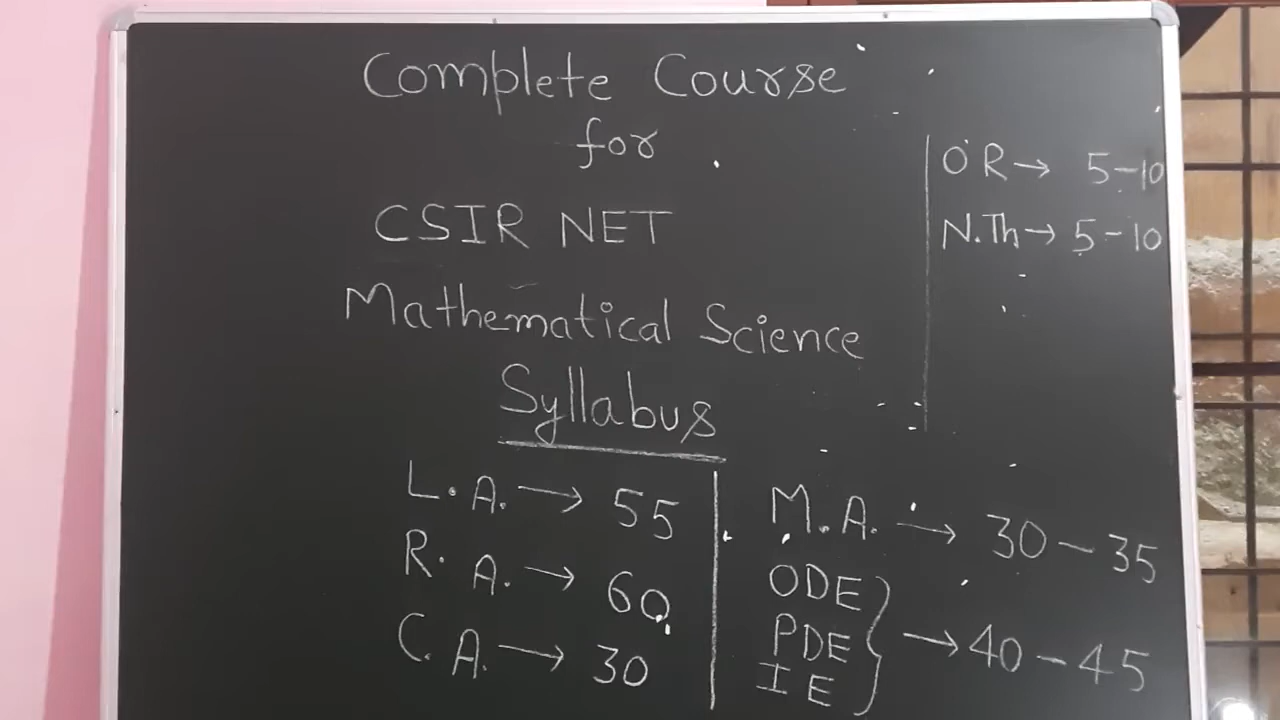 Complete Course
for
CSIR NET
Mathematical Science
Syllabus
L.A. → 55
R.A. → 60
C.A. → 30
M.A. → 30-35
ODE
PDE
IE
} → 40-45
O R → 5-10
N.Th → 5-10